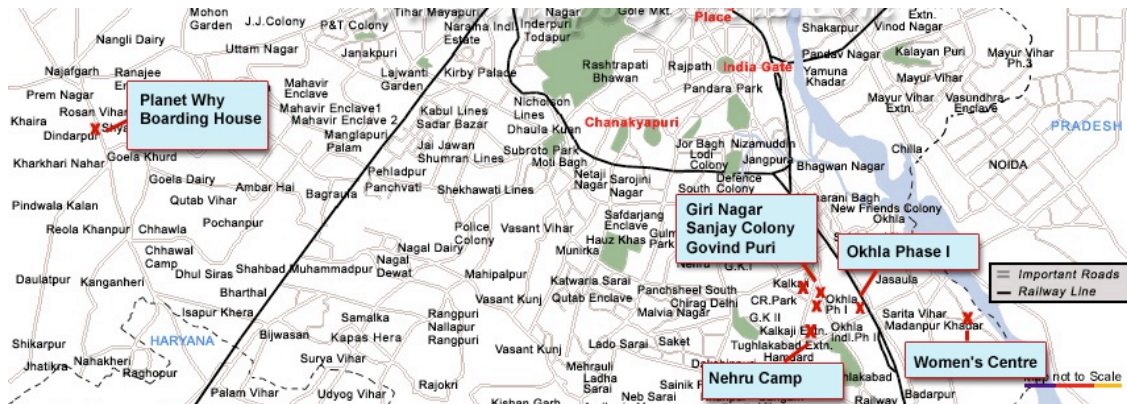 Mohon
Garden
J.J.Colony
P&T Colony
Tihar
Mayapuri
Naraina Indl.
Estate
Inderpuri
Todapur
Nagar
Gole Mkt.
Place
Shakarpur
Extn.
Vinod Nagar
Nangli Dairy
Uttam Nagar
Janakpuri
Rashtrapati
Bhawan
Rajpath
India Gate
Pandav Nagar
Kalayan Puri
Mayur Vihar
Ph.3
Najafgarh
Ranajee
Lajwanti
Garden
Kirby Palace
Yamuna
Khadar
Mayur Vihar
Prem Nagar
Mahavir
Enclave
Pandara Park
Mayur Vihar
Extn.
Vasundhra
Enclave
Rosan Vihar
Planet Why
Boarding House
Mahavir Enclave1
Mahavir Enclave 2
Kabul Lines
Sadar Bazar
Nicholson
Lines
Chanakyapuri
PRADESH
Khaira
Dindarpur
Manglapuri
Palam
Dhaula Kuan
Jai Jawan
Shumran Lines
Subroto Park
Moti Bagh
Jor Bagh
Lodi
Colony
Nizamuddin
Jangpura
Chilla
NOIDA
Kharkhari Nahar
Goela Khurd
Pehladpur
Panchvati
Bhagwan Nagar
Goela Dairy
Ambar Hai
Bagraula
Shekhawati Lines
Netaji
Nagar
Sarojini
Nagar
Defence
South Colony
Qutab Vihar
Pindwala Kalan
Pochanpur
Giri Nagar
Sanjay Colony
Govind Puri
New Friends Colony
Okhla
Reola Khanpur
Chhawla
Police
Colony
Vasant Vihar
Safdarjang
Enclave
Hauz Khas
Park
Chhawal
Camp
Nagal Dairy
Nagal
Dewat
Munirka
Okhla Phase I
Daulatpur
Kanganheri
Dhul Siras
Shahbad Muhammadpur
Mahipalpur
Katwaria Sarai
G.K.I
Kalkaji
Jasaula
Important Roads
Railway Line
Bharthal
Vasant Kunj
Qutab Enclave
Panchsheel South
Chirag Delhi
CR.Park
Okhla
Ph I
Isapur Khera
Samalka
Rangpuri
Nallapur
Rangpuri
Malvia Nagar
G.K II
Sarita Vihar
Madanpur Khadar
HARYANA
Bijwasan
Kapas Hera
Kalkaji Extn.
Okhla
Indl.Ph II
Shikarpur
Jhatikra
Nahakheri
Raghopur
Surya Vihar
Vasant Kunj
Lado Sarai
Saket
Tughlakabad Extn.
Hamdard
Women's Centre
Mehrauli
Ladha
Sarai
Nehru Camp
Map not to Scale
Palam Vihar
Udyog Vihar
Rajokri
Kishan Garh
Neb Sarai
Railway
Badarpur